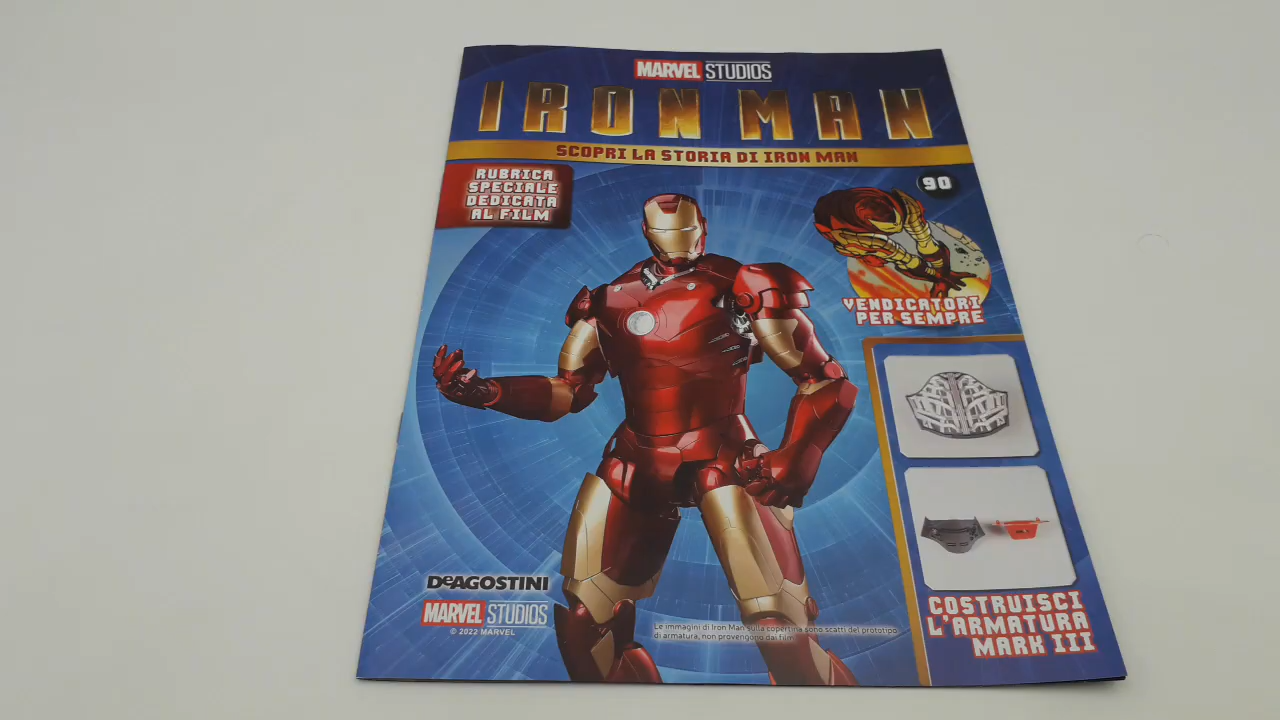 MARVEL STUDIOS
IRON MAN
SCOPRI LA STORIA DI IRON MAN
RUBRICA
SPECIALE
DEDICATA
AL FILM
90
VENDICATORI
PER SEMPRE
COSTRUISCI
L'ARMATURA
MARK III
DeAGOSTINI
MARVEL STUDIOS
© 2022 MARVEL
Le immagini di Iron Man sulla copertina sono scatti del prototipo
di armatura, non provengono dai film